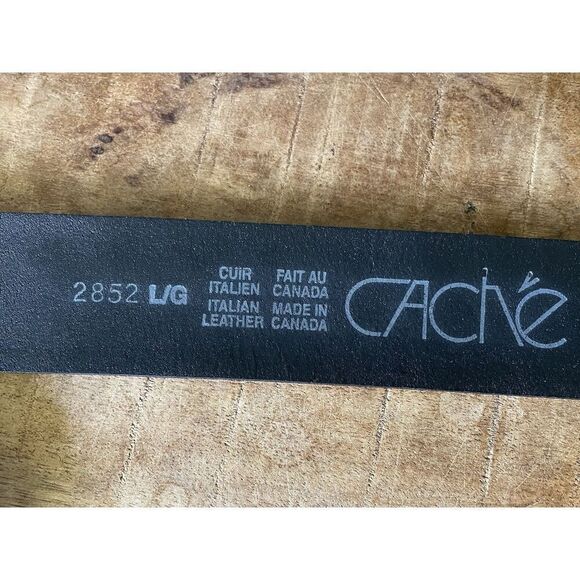 2852 L/G
CUIR ITALIEN
ITALIAN LEATHER
FAIT AU CANADA
MADE IN CANADA
CACHÉ